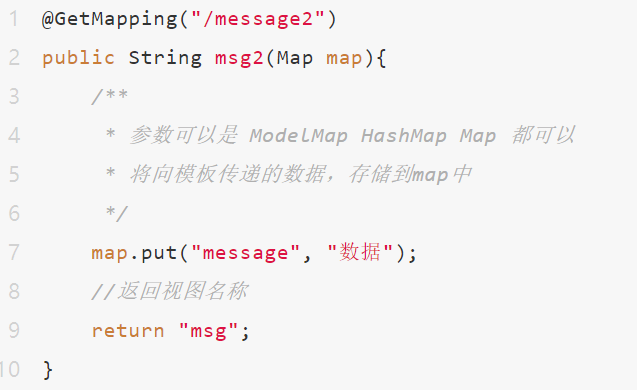 1 @GetMapping("/message2")
2 public String msg2(Map map){
3     /**
4      * 参数可以是 ModelMap HashMap Map 都可以
5      * 将向模板传递的数据，存储到map中
6      */
7     map.put("message", "数据");
8     //返回视图名称
9     return "msg";
10 }